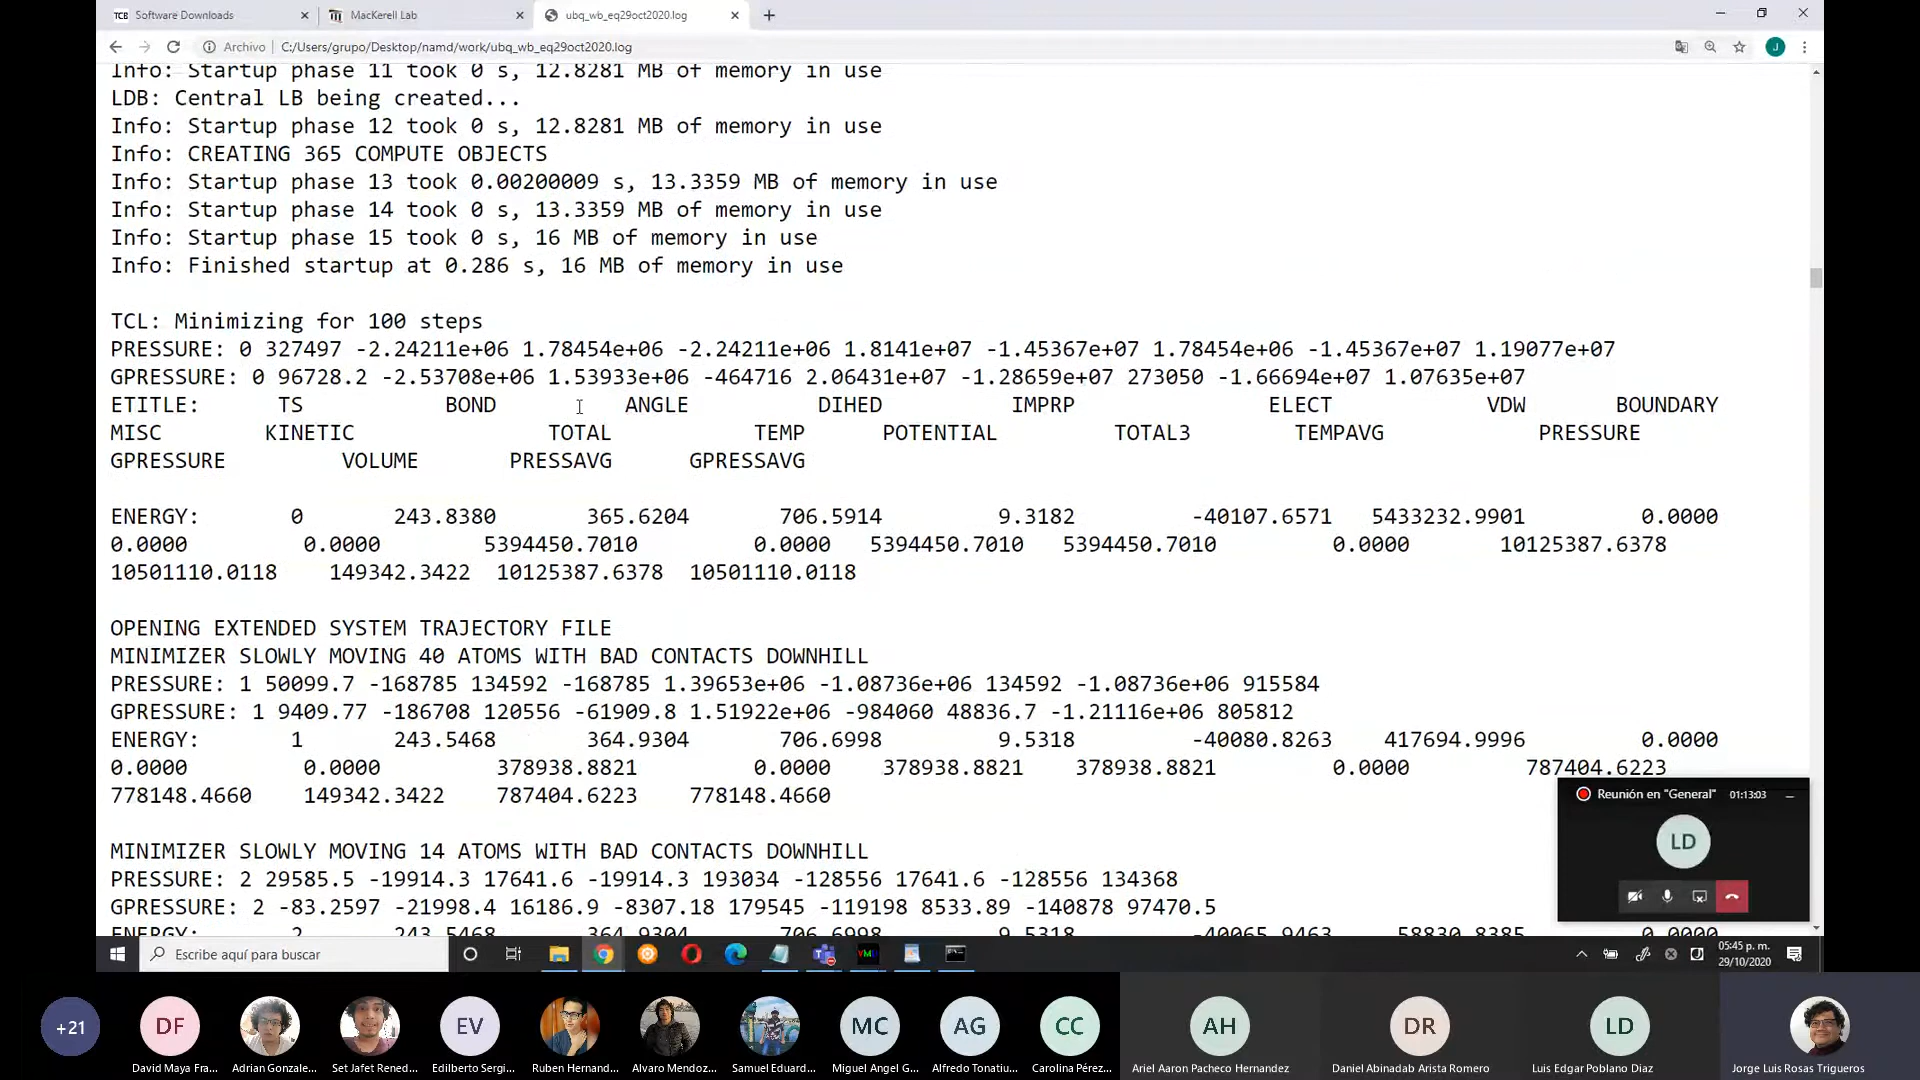 TCB Software Downloads
MacKerell Lab
ubq_wb_eq29oct2020.log
Archivo | C:/Users/grupo/Desktop/namd/work/ubq_wb_eq29oct2020.log
J
Info: Startup phase 11 took 0 s, 12.8281 MB of memory in use
LDB: Central LB being created...
Info: Startup phase 12 took 0 s, 12.8281 MB of memory in use
Info: CREATING 365 COMPUTE OBJECTS
Info: Startup phase 13 took 0.00200009 s, 13.3359 MB of memory in use
Info: Startup phase 14 took 0 s, 13.3359 MB of memory in use
Info: Startup phase 15 took 0 s, 16 MB of memory in use
Info: Finished startup at 0.286 s, 16 MB of memory in use
TCL: Minimizing for 100 steps
PRESSURE: 0 327497 -2.24211e+06 1.78454e+06 -2.24211e+06 1.8141e+07 -1.45367e+07 1.78454e+06 -1.45367e+07 1.19077e+07
GPRESSURE: 0 96728.2 -2.53708e+06 1.53933e+06 -464716 2.06431e+07 -1.28659e+07 273050 -1.66694e+07 1.07635e+07
ETITLE: TS BOND ANGLE DIHED IMPRP ELECT VDW BOUNDARY
MISC KINETIC TOTAL TEMP POTENTIAL TOTAL3 TEMPAVG PRESSURE
GPRESSURE VOLUME PRESSAVG GPRESSAVG
ENERGY: 0 243.8380 365.6204 706.5914 9.3182 -40107.6571 5433232.9901 0.0000
0.0000 0.0000 5394450.7010 0.0000 5394450.7010 5394450.7010 0.0000 10125387.6378
10501110.0118 149342.3422 10125387.6378 10501110.0118
OPENING EXTENDED SYSTEM TRAJECTORY FILE
MINIMIZER SLOWLY MOVING 40 ATOMS WITH BAD CONTACTS DOWNHILL
PRESSURE: 1 50099.7 -168785 134592 -168785 1.39653e+06 -1.08736e+06 134592 -1.08736e+06 915584
GPRESSURE: 1 9409.77 -186708 120556 -61909.8 1.51922e+06 -984060 48836.7 -1.21116e+06 805812
ENERGY: 1 243.5468 364.9304 706.6998 9.5318 -40080.8263 417694.9996 0.0000
0.0000 0.0000 378938.8821 0.0000 378938.8821 378938.8821 0.0000 787404.6223
778148.4660 149342.3422 787404.6223 778148.4660
MINIMIZER SLOWLY MOVING 14 ATOMS WITH BAD CONTACTS DOWNHILL
PRESSURE: 2 29585.5 -19914.3 17641.6 -19914.3 193034 -128556 17641.6 -128556 134368
GPRESSURE: 2 -83.2597 -21998.4 16186.9 -8307.18 179545 -119198 8533.89 -140878 97470.5
ENERGY: 2 243.5468 364.9304 706.6998 9.5318 -40065.9463 58830.8385 0.0000
Reunión en "General" 01:13:03
LD
Escribe aquí para buscar
VMD
05:45 p. m.
29/10/2020
+21
DF
EV
MC
AG
CC
AH
DR
LD
David Maya Fra...
Adrian Gonzale...
Set Jafet Rened...
Edilberto Sergi...
Ruben Hernand...
Alvaro Mendoz...
Samuel Eduard...
Miguel Angel G...
Alfredo Tonatiu...
Carolina Pérez...
Ariel Aaron Pacheco Hernandez
Daniel Abinadab Arista Romero
Luis Edgar Poblano Diaz
Jorge Luis Rosas Trigueros